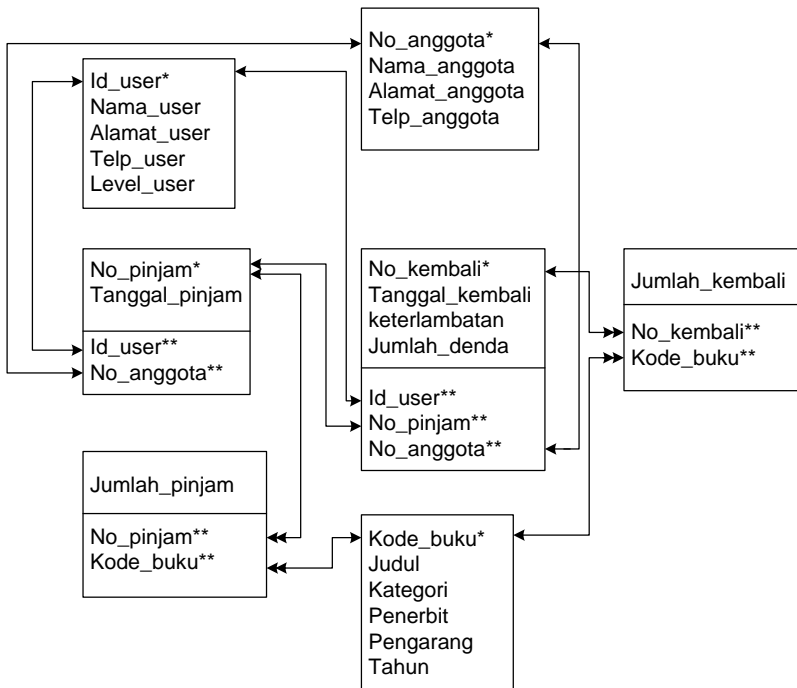 No_anggota*
Nama_anggota
Alamat_anggota
Telp_anggota
Id_user*
Nama_user
Alamat_user
Telp_user
Level_user
No_pinjam*
Tanggal_pinjam
Id_user**
No_anggota**
No_kembali*
Tanggal_kembali
keterlambatan
Jumlah_denda
Id_user**
No_pinjam**
No_anggota**
Jumlah_kembali
No_kembali**
Kode_buku**
Jumlah_pinjam
No_pinjam**
Kode_buku**
Kode_buku*
Judul
Kategori
Penerbit
Pengarang
Tahun